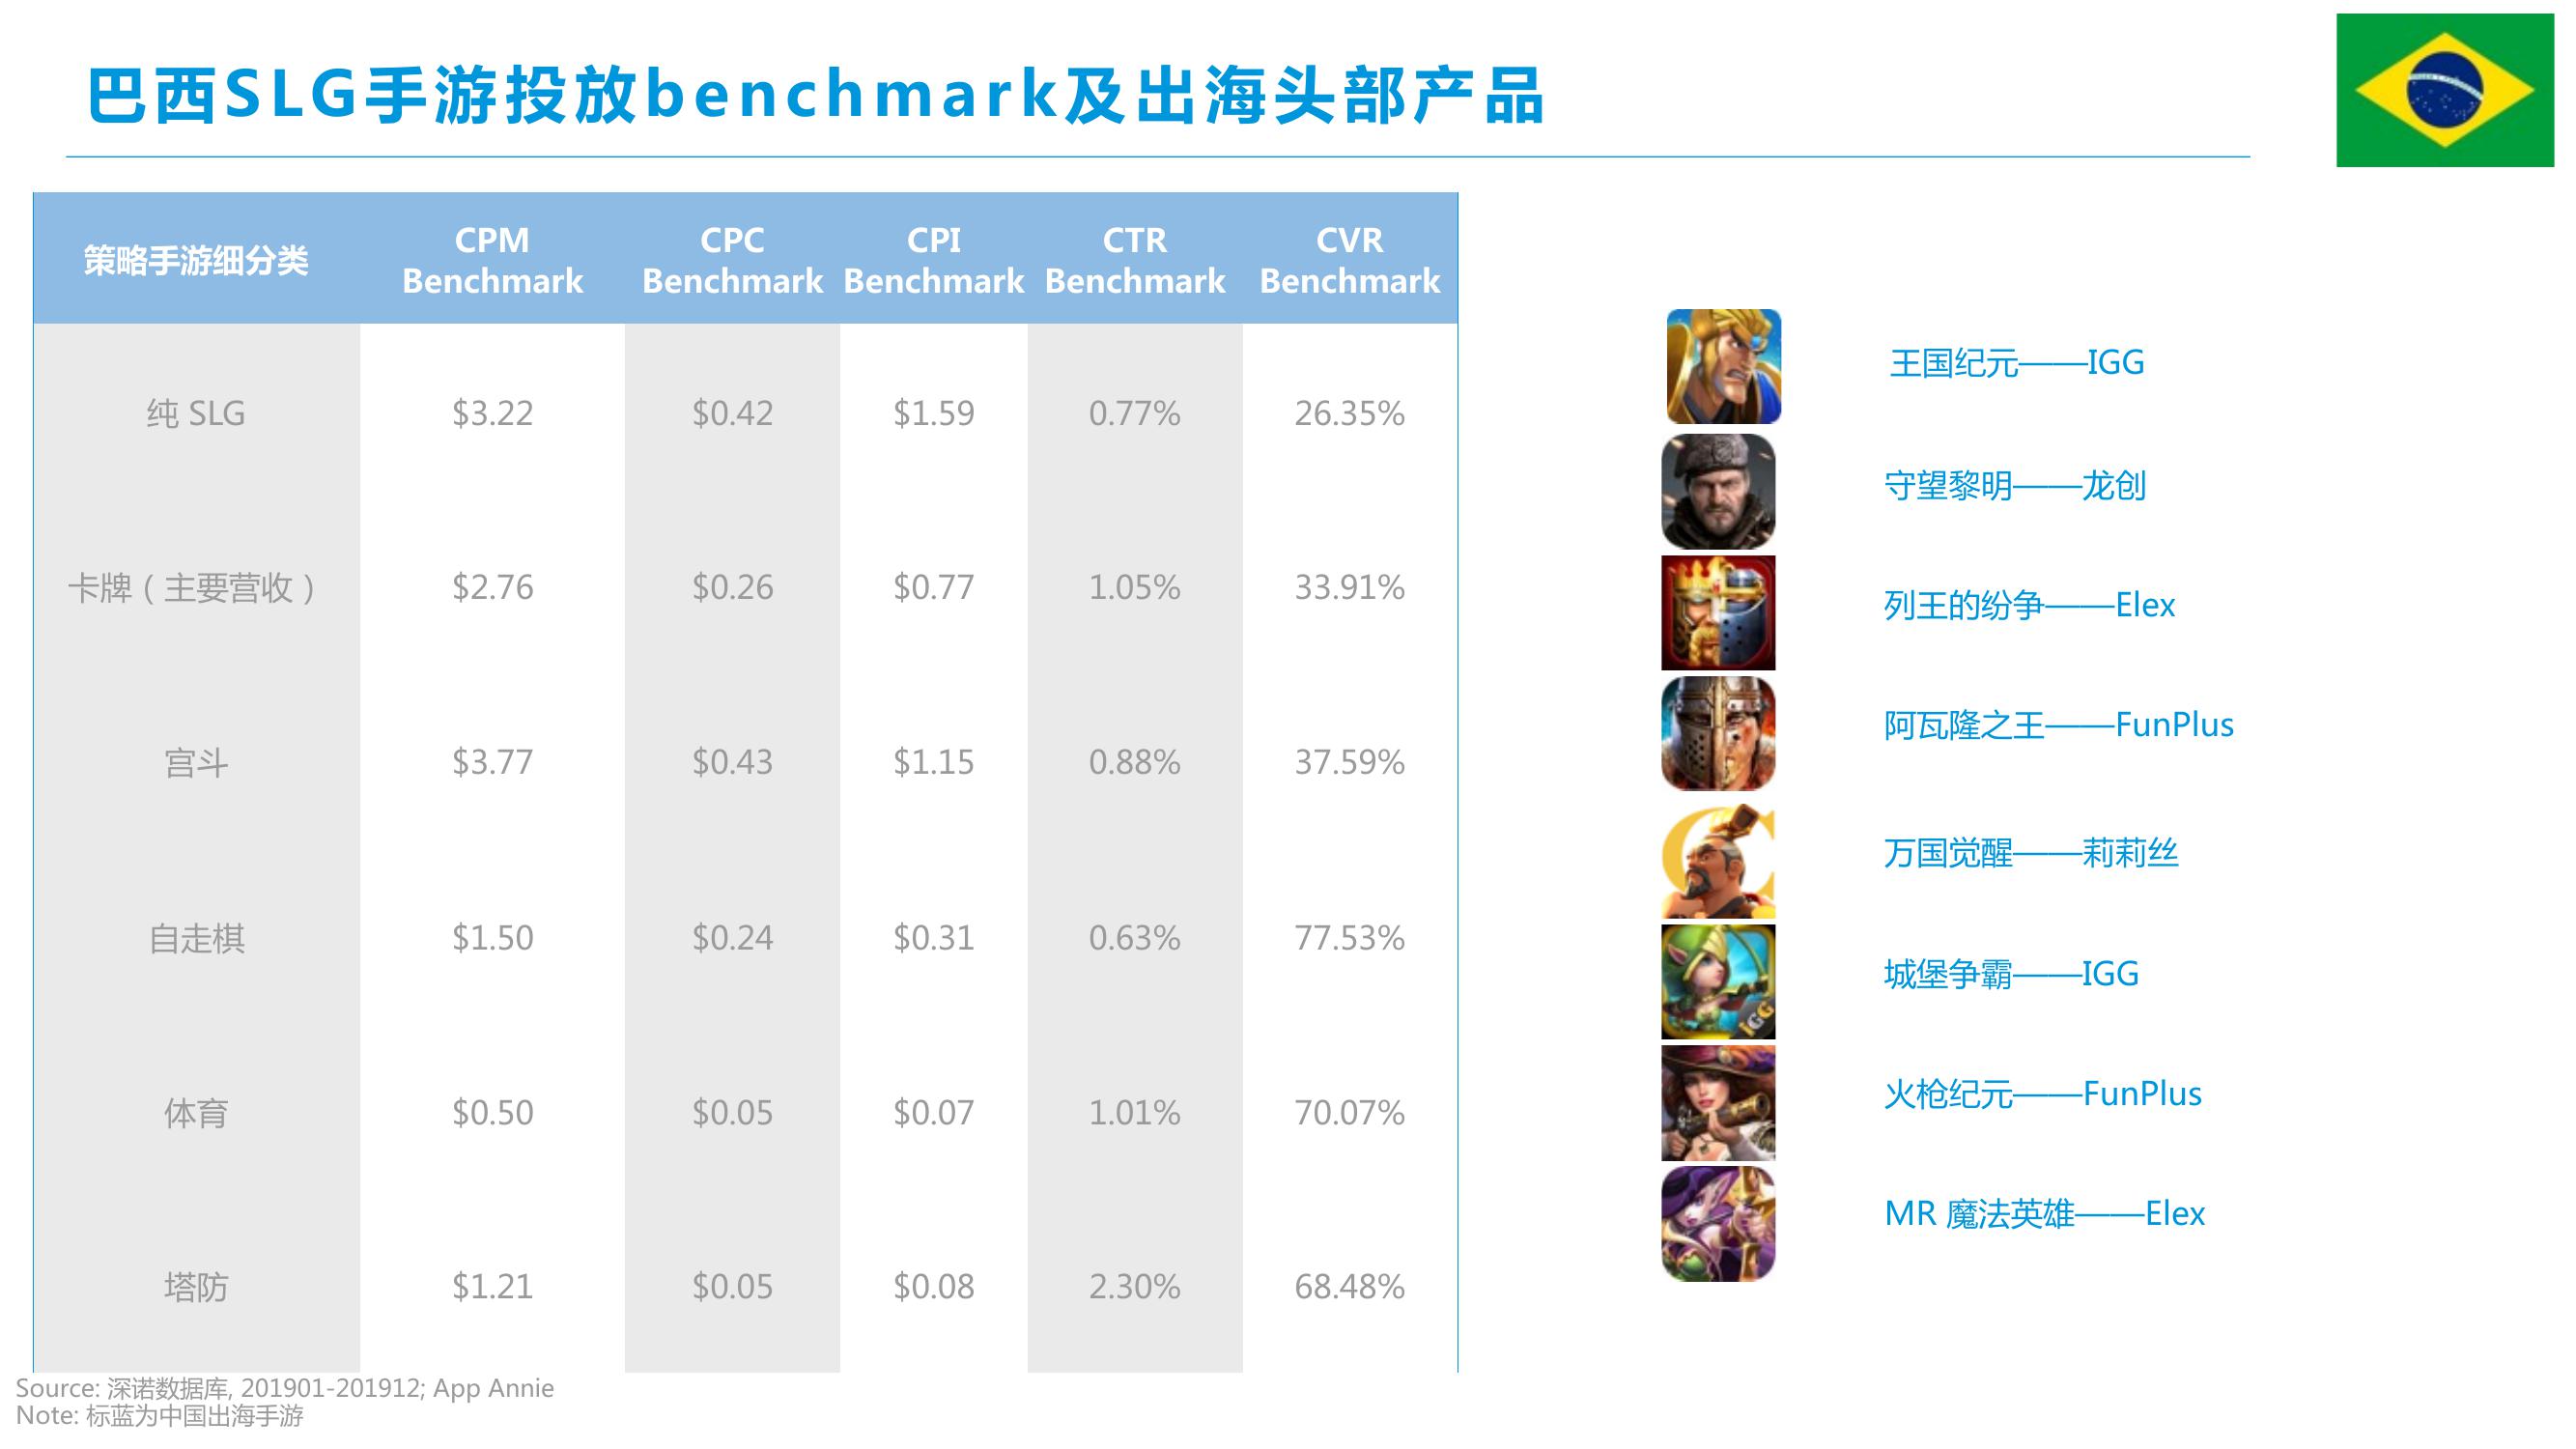 巴西SLG手游投放benchmark及出海头部产品
策略手游细分类 CPM Benchmark CPC Benchmark CPI Benchmark CTR Benchmark CVR Benchmark
纯 SLG $3.22 $0.42 $1.59 0.77% 26.35%
卡牌（主要营收） $2.76 $0.26 $0.77 1.05% 33.91%
宫斗 $3.77 $0.43 $1.15 0.88% 37.59%
自走棋 $1.50 $0.24 $0.31 0.63% 77.53%
体育 $0.50 $0.05 $0.07 1.01% 70.07%
塔防 $1.21 $0.05 $0.08 2.30% 68.48%
王国纪元——IGG
守望黎明——龙创
列王的纷争——Elex
阿瓦隆之王——FunPlus
万国觉醒——莉莉丝
城堡争霸——IGG
IGG
火枪纪元——FunPlus
MR 魔法英雄——Elex
Source: 深诺数据库, 201901-201912; App Annie
Note: 标蓝为中国出海手游